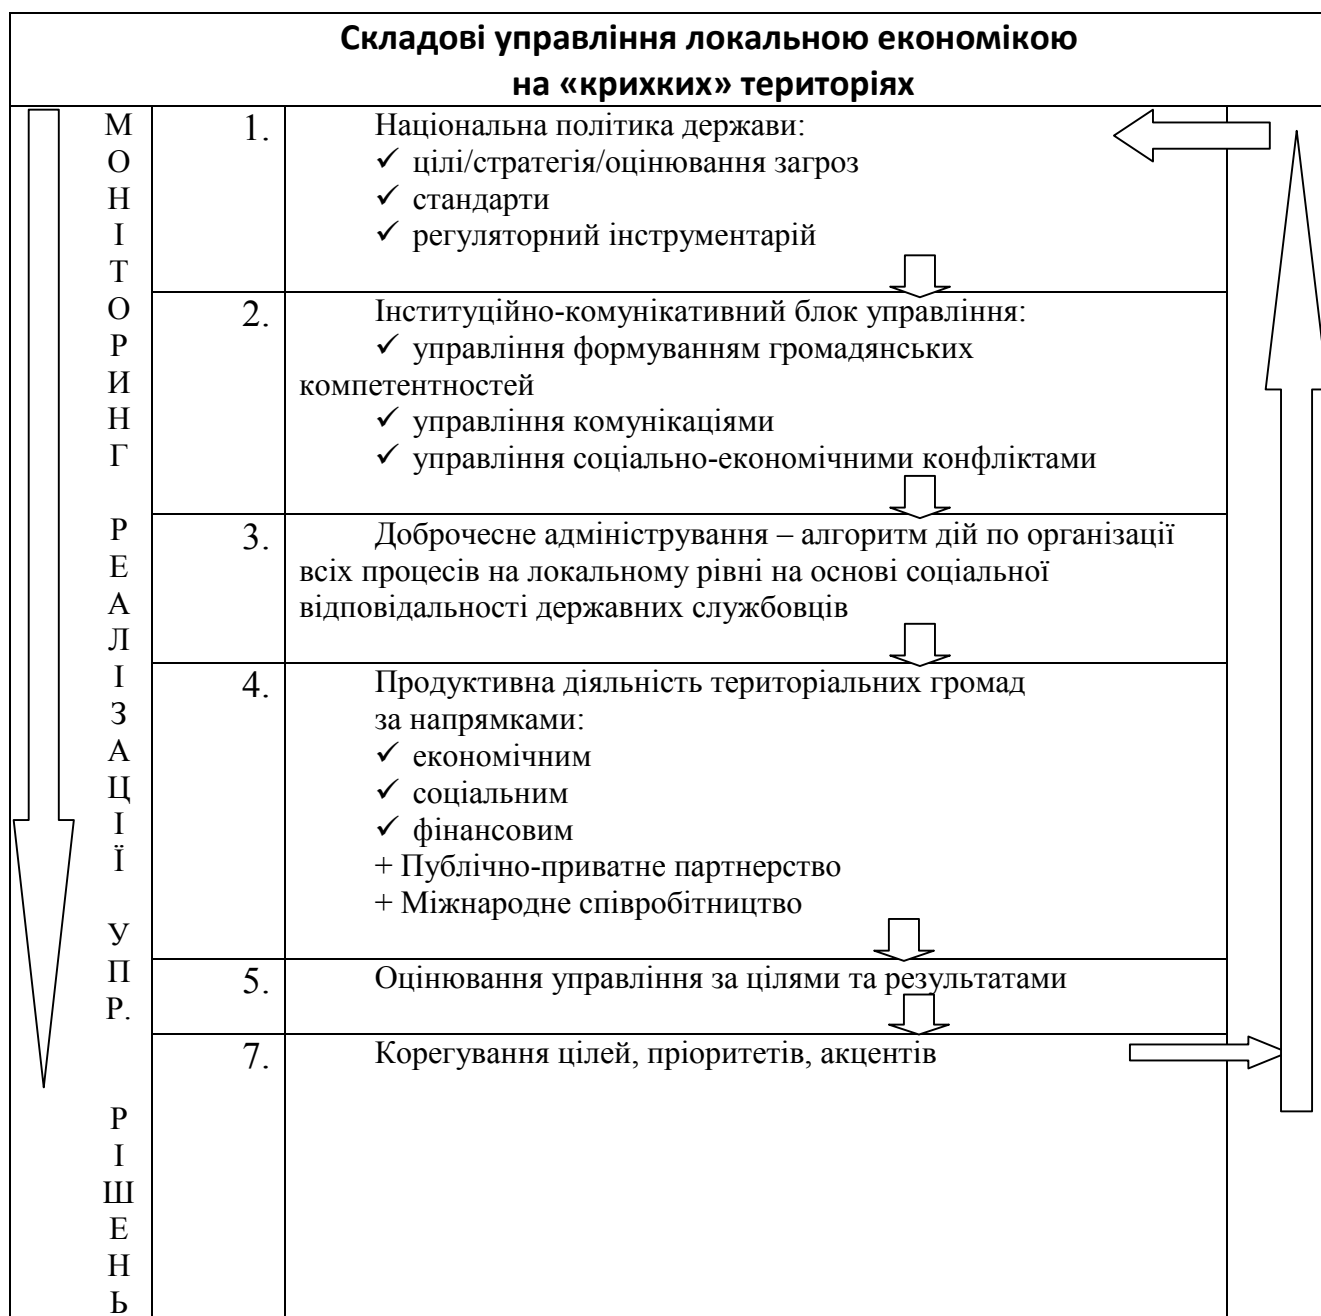 Складові управління локальною економікою
на «крихких» територіях
МОНІТОРИНГ РЕАЛІЗАЦІЇ УПР. РІШЕНЬ
1.
Національна політика держави:
✓ цілі/стратегія/оцінювання загроз
✓ стандарти
✓ регуляторний інструментарій
2.
Інституційно-комунікативний блок управління:
✓ управління формуванням громадянських
компетентностей
✓ управління комунікаціями
✓ управління соціально-економічними конфліктами
3.
Доброчесне адміністрування – алгоритм дій по організації
всіх процесів на локальному рівні на основі соціальної
відповідальності державних службовців
4.
Продуктивна діяльність територіальних громад
за напрямками:
✓ економічним
✓ соціальним
✓ фінансовим
+ Публічно-приватне партнерство
+ Міжнародне співробітництво
5.
Оцінювання управління за цілями та результатами
7.
Корегування цілей, пріоритетів, акцентів